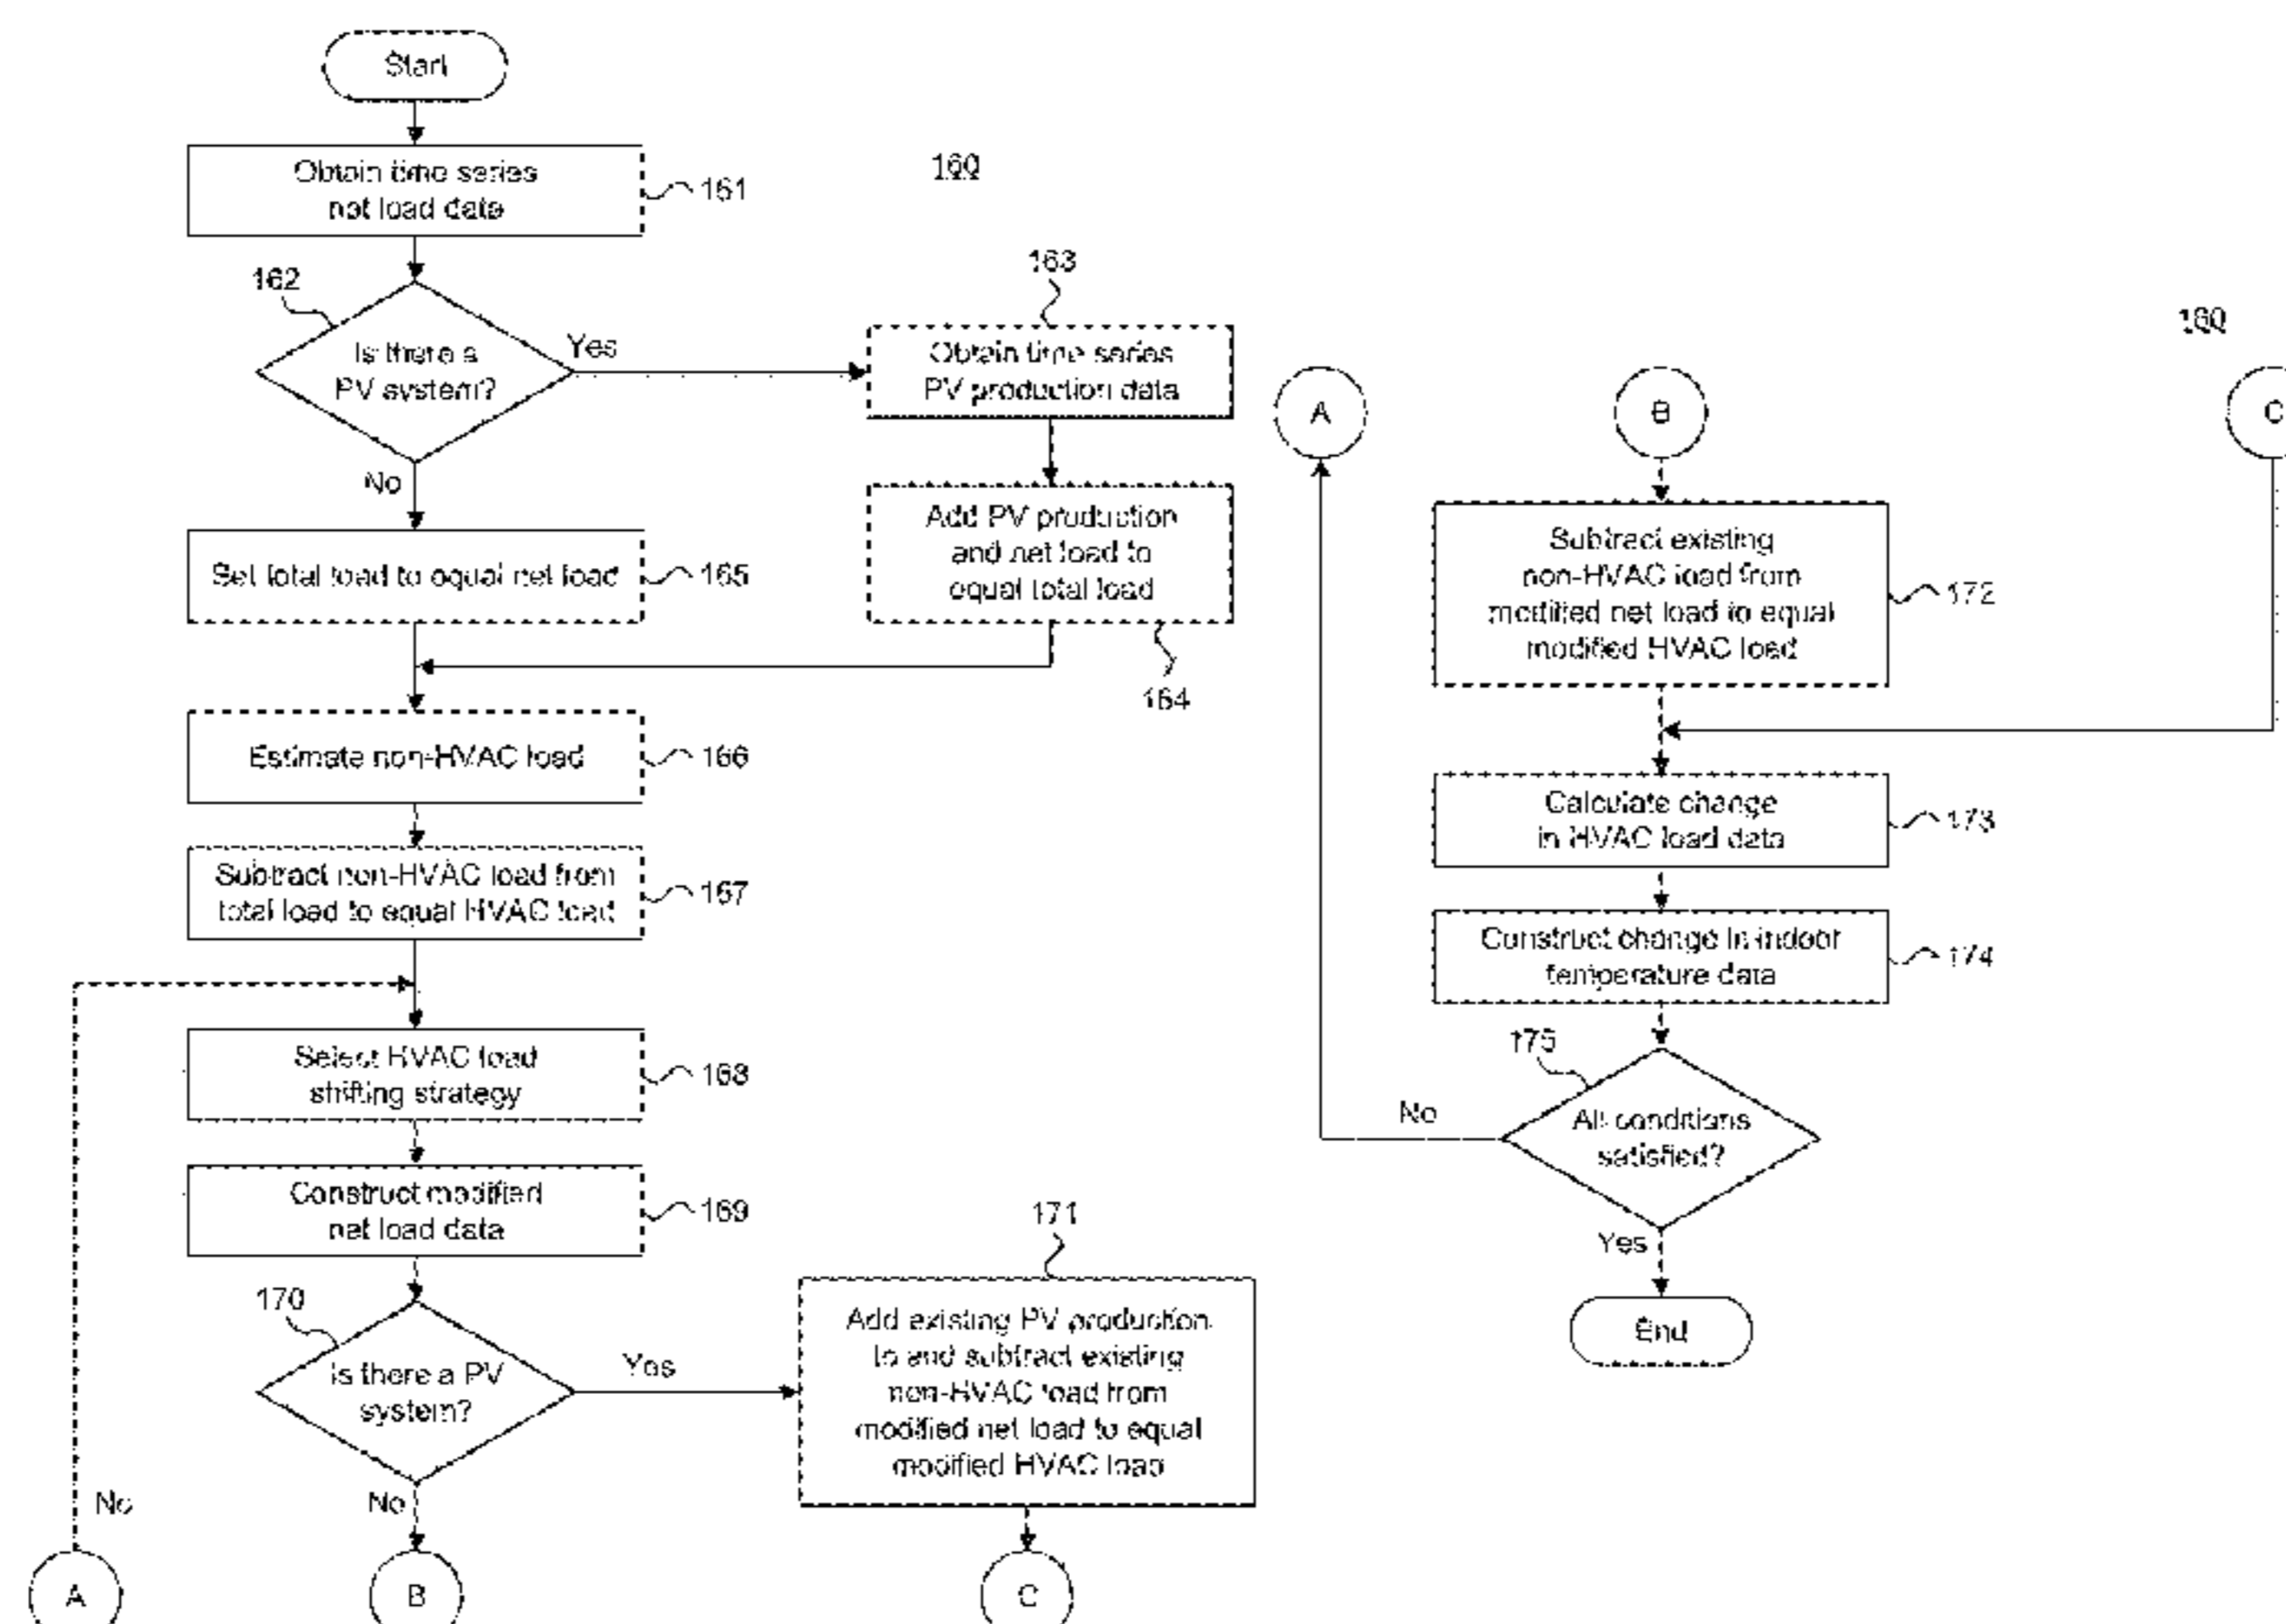 Start
Obtain time series
net load data
161
160
162
Is there a
PV system?
Yes
No
163
Obtain time series
PV production data
Add PV production
and net load to
equal total load
164
Set total load to equal net load
165
Estimate non-HVAC load
166
Subtract non-HVAC load from
total load to equal HVAC load
167
Select HVAC load
shifting strategy
168
Construct modified
net load data
169
170
Is there a PV
system?
Yes
No
171
Add existing PV production
to and subtract existing
non-HVAC load from
modified net load to equal
modified HVAC load
No
A
B
C
160
A
B
C
Subtract existing
non-HVAC load from
modified net load to equal
modified HVAC load
172
Calculate change
in HVAC load data
173
Construct change in indoor
temperature data
174
175
All conditions
satisfied?
No
Yes
End